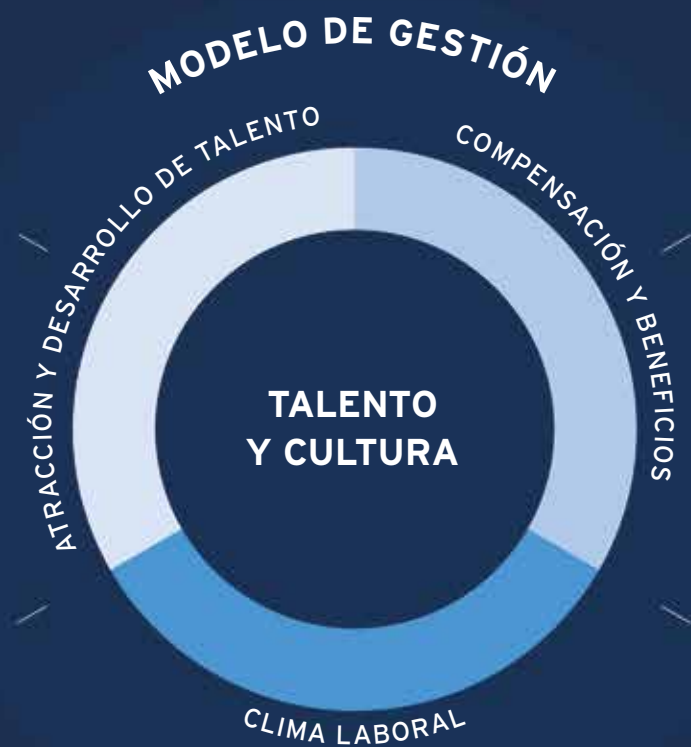 MODELO DE GESTIÓN
ATRACCIÓN Y DESARROLLO DE TALENTO
COMPENSACIÓN Y BENEFICIOS
TALENTO
Y CULTURA
CLIMA LABORAL